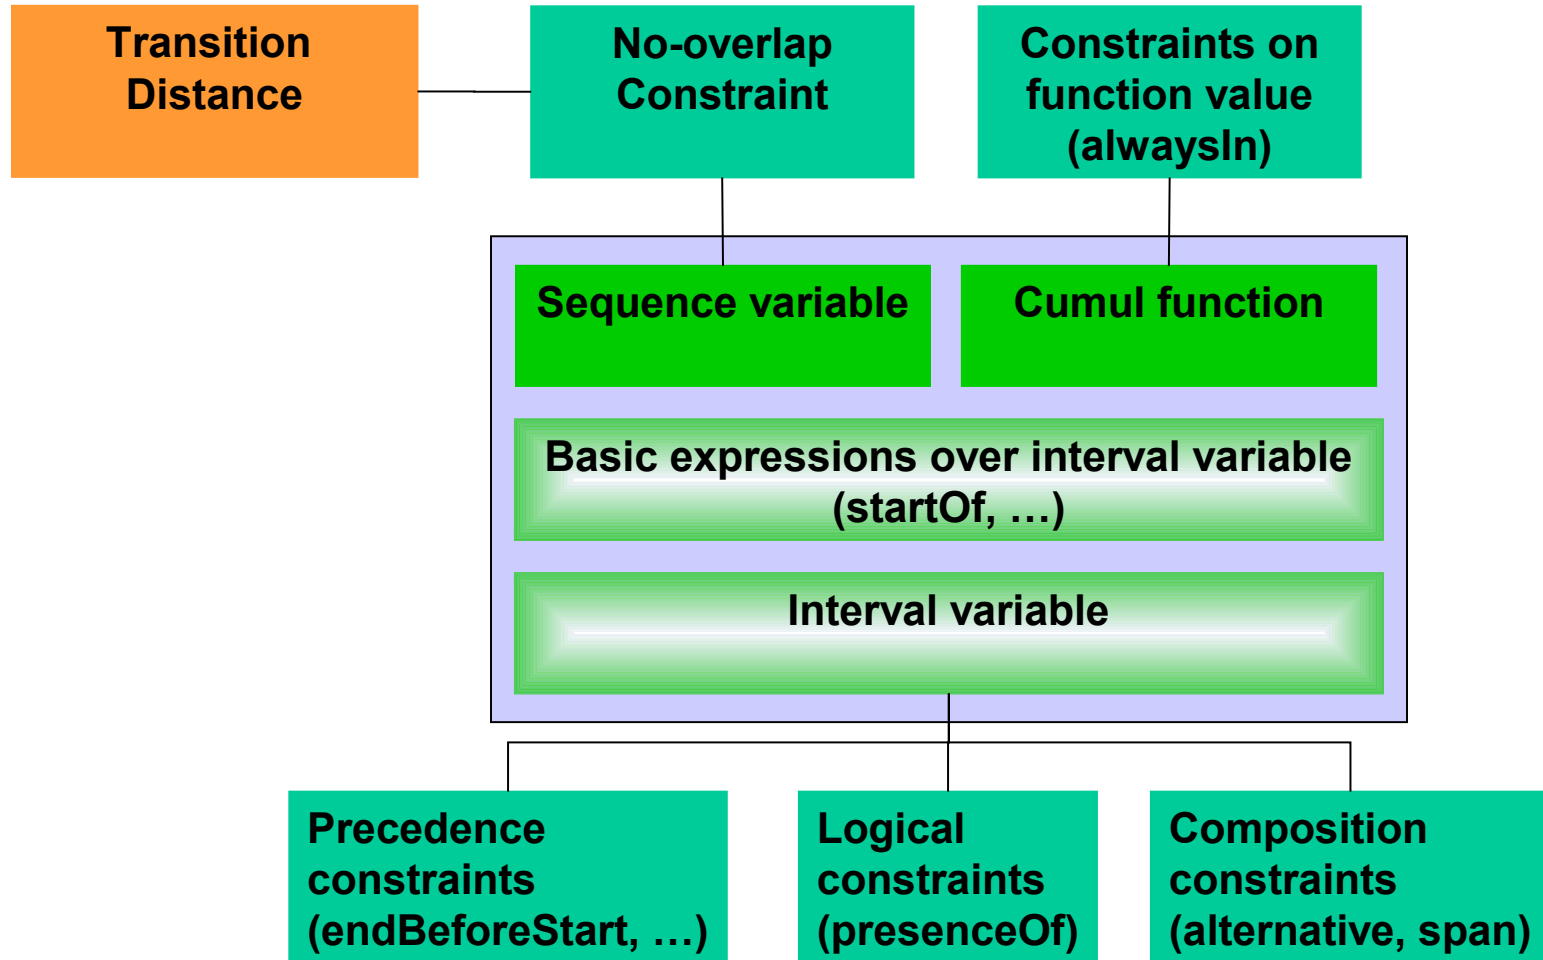 Transition
Distance
No-overlap
Constraint
Constraints on
function value
(alwaysIn)
Sequence variable
Cumul function
Basic expressions over interval variable
(startOf, …)
Interval variable
Precedence
constraints
(endBeforeStart, …)
Logical
constraints
(presenceOf)
Composition
constraints
(alternative, span)